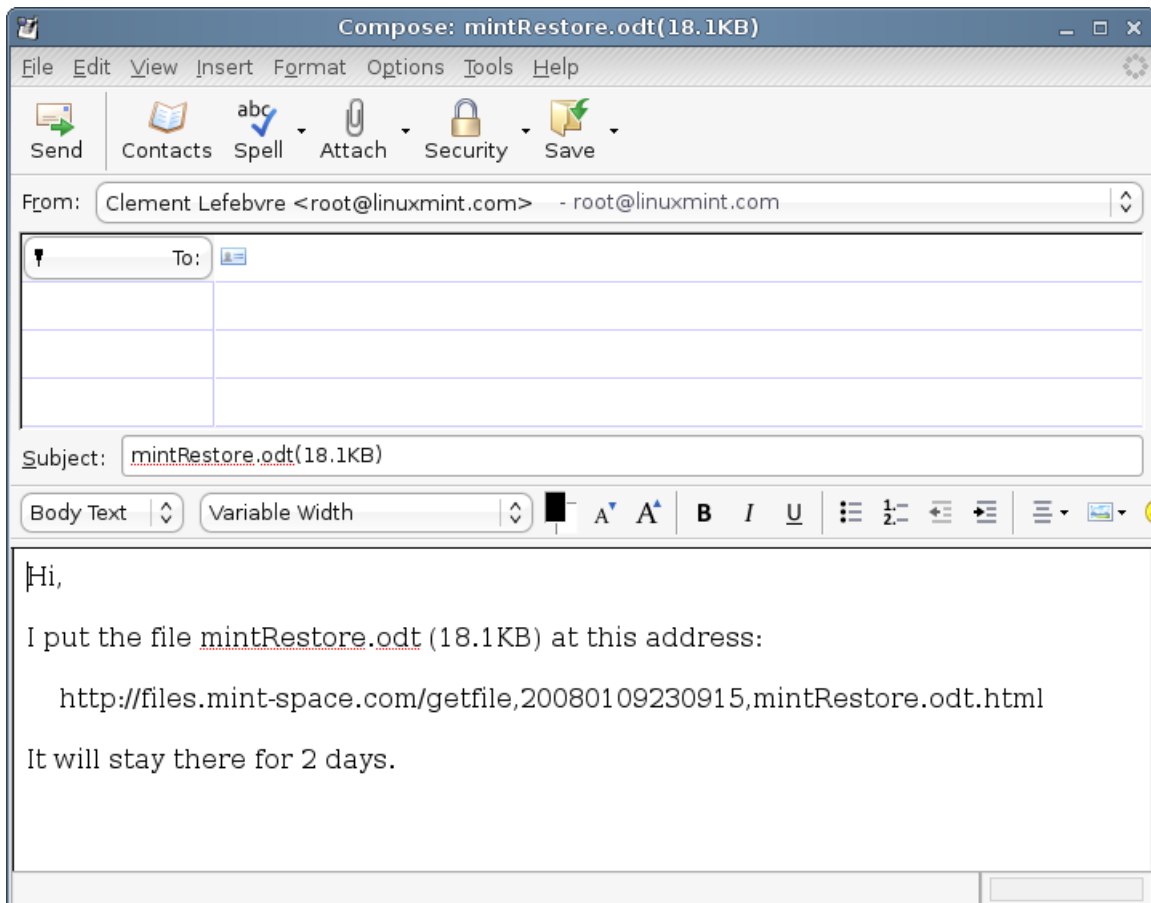 Compose: mintRestore.odt(18.1KB)
File Edit View Insert Format Options Tools Help
abc
Send Contacts Spell Attach Security Save
From: Clement Lefebvre <root@linuxmint.com> - root@linuxmint.com
To:
Subject: mintRestore.odt(18.1KB)
Body Text Variable Width A A B I U 1. 2.
Hi,
I put the file mintRestore.odt (18.1KB) at this address:
http://files.mint-space.com/getfile,20080109230915,mintRestore.odt.html
It will stay there for 2 days.